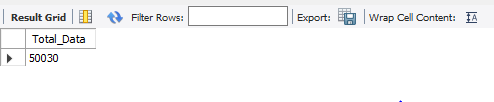 Result Grid Filter Rows: Export: Wrap Cell Content:
Total_Data
50030